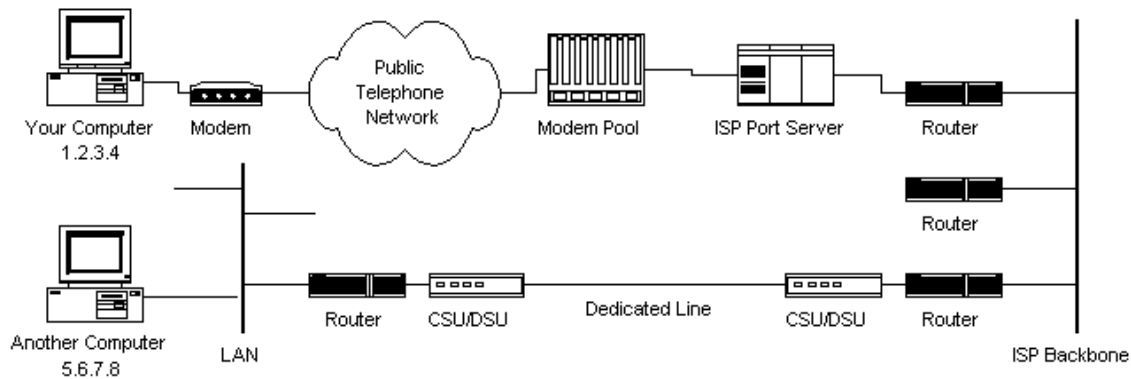 Public
Telephone
Network
Your Computer
1.2.3.4
Modem
Modem Pool
ISP Port Server
Router
Router
Another Computer
5.6.7.8
LAN
Router
CSU/DSU
Dedicated Line
CSU/DSU
Router
ISP Backbone